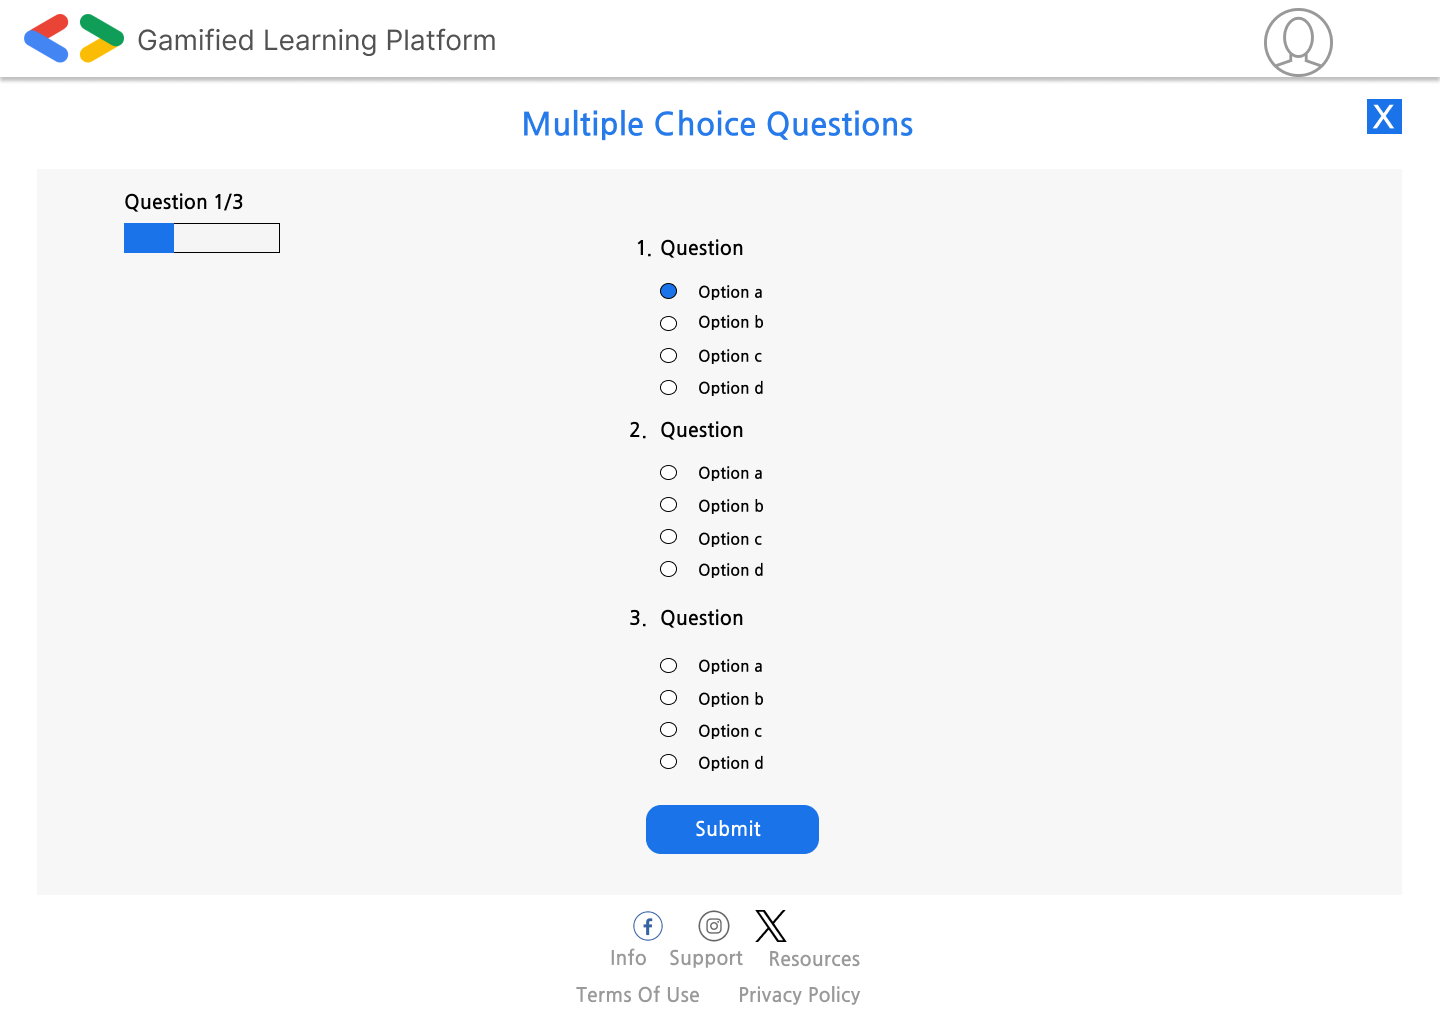 Gamified Learning Platform
Multiple Choice Questions
X
Question 1/3
1. Question
Option a
Option b
Option c
Option d
2. Question
Option a
Option b
Option c
Option d
3. Question
Option a
Option b
Option c
Option d
Submit
Info Support Resources
Terms Of Use Privacy Policy